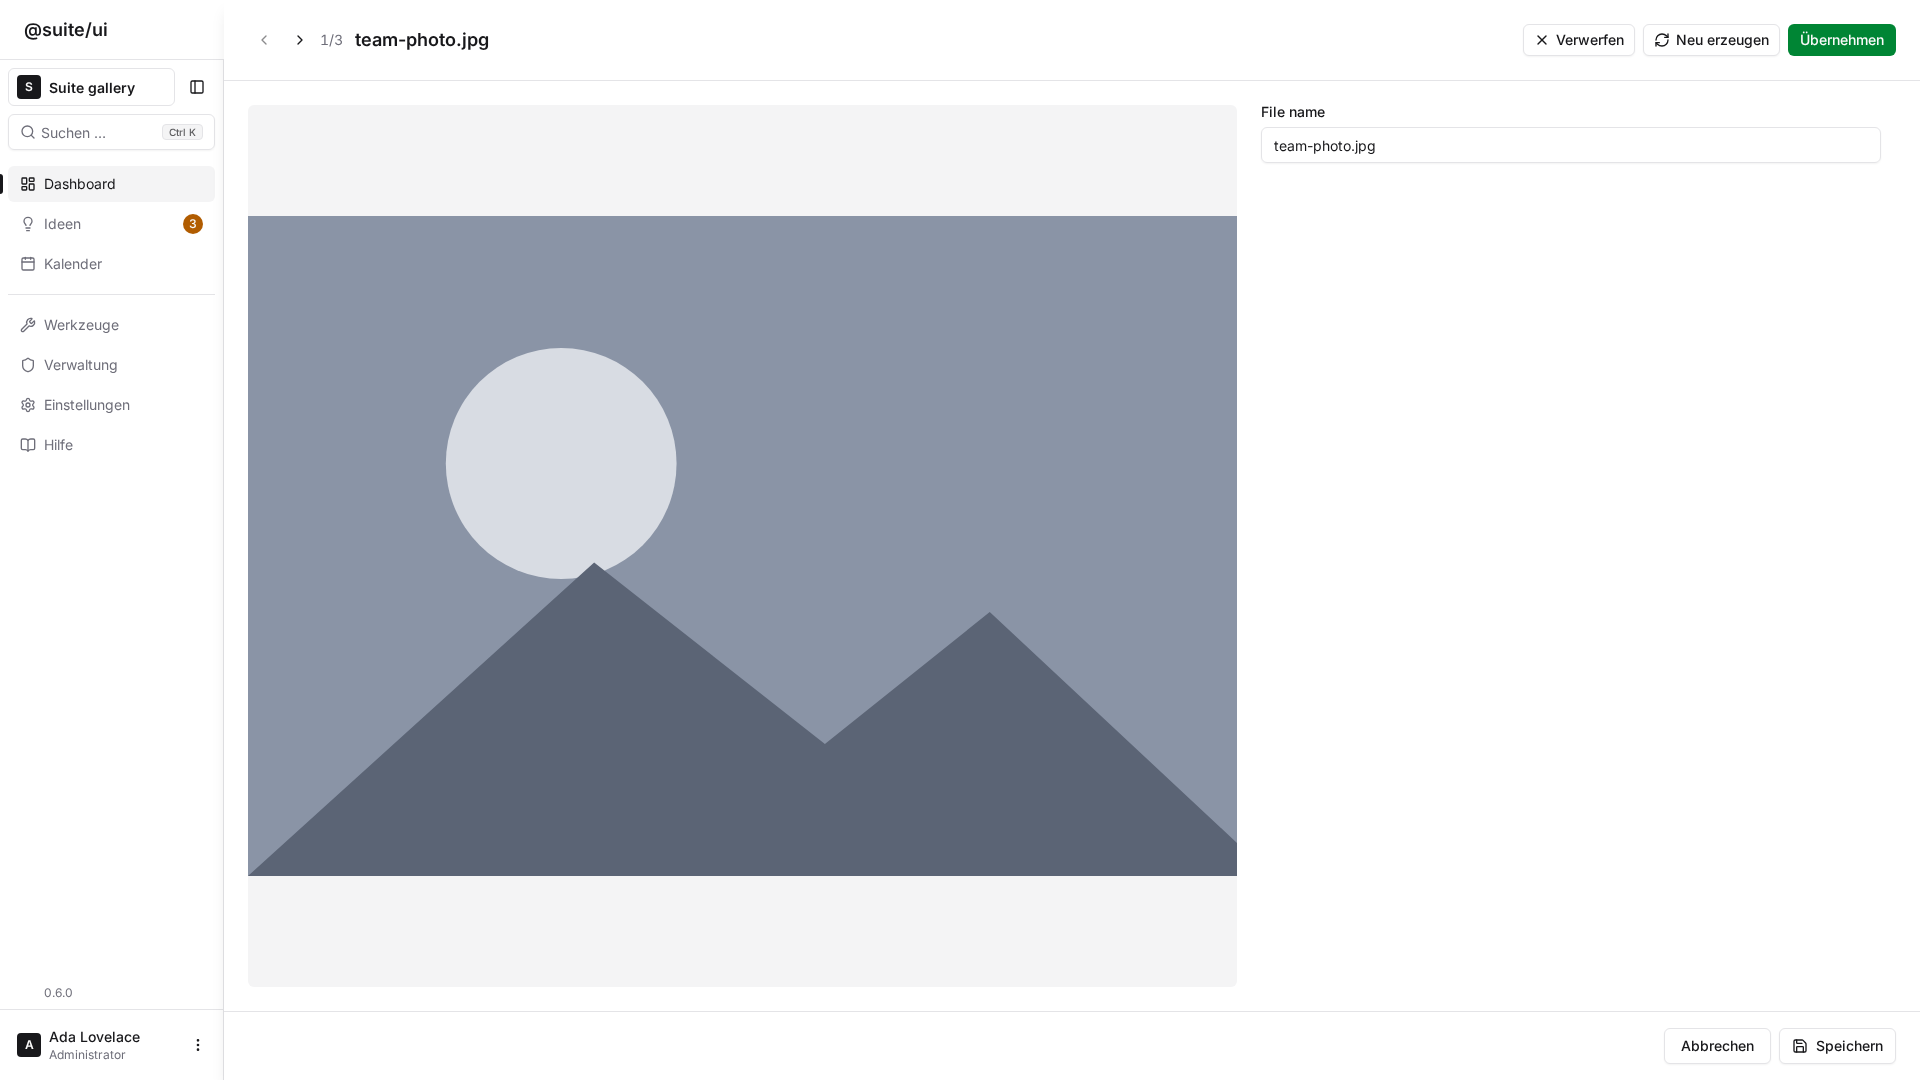 @suite/ui
S Suite gallery
Suchen ... Ctrl K
Dashboard
Ideen 3
Kalender
Werkzeuge
Verwaltung
Einstellungen
Hilfe
0.6.0
A Ada Lovelace
Administrator
1/3 team-photo.jpg
Verwerfen
Neu erzeugen
Übernehmen
File name
team-photo.jpg
Abbrechen
Speichern